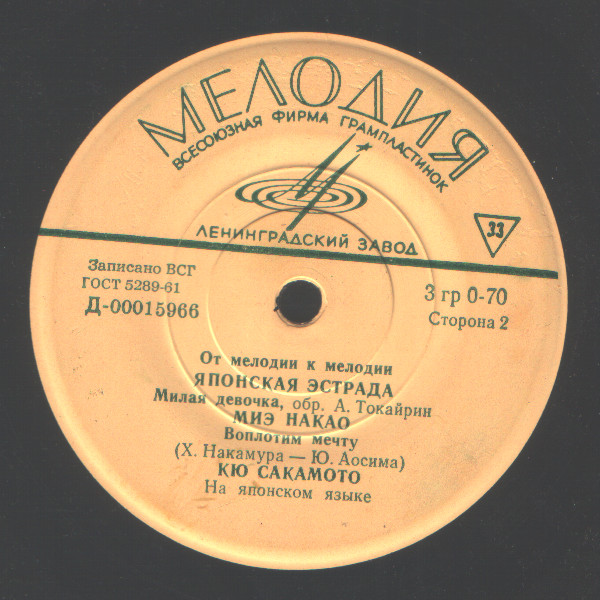 МЕЛОДИЯ
ВСЕСОЮЗНАЯ ФИРМА ГРАМПЛАСТИНОК
ЛЕНИНГРАДСКИЙ ЗАВОД
33
Записано ВСГ
ГОСТ 5289-61
Д-00015966
3 гр 0-70
Сторона 2
От мелодии к мелодии
ЯПОНСКАЯ ЭСТРАДА
Милая девочка, обр. А. Токайрин
МИЭ НАКАО
Воплотим мечту
(Х. Накамура — Ю. Аосима)
КЮ САКАМОТО
На японском языке